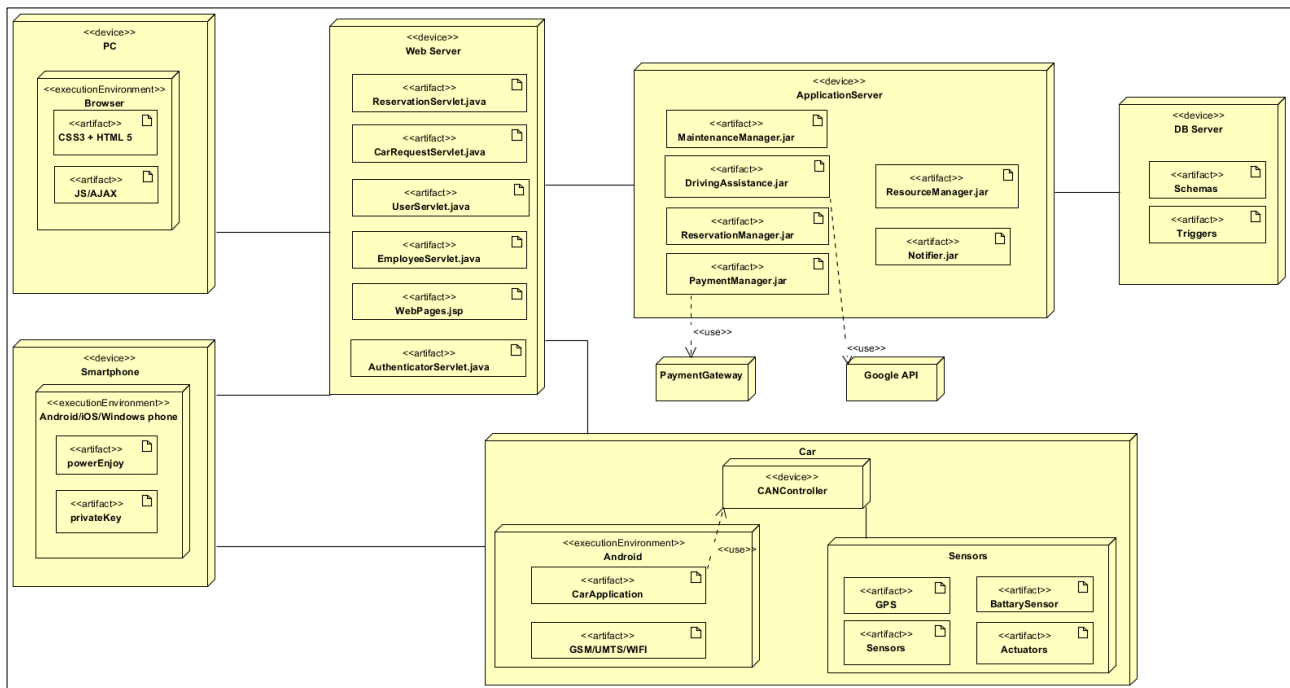 <<device>>
PC
<<executionEnvironment>>
Browser
<<artifact>>
CSS3 + HTML 5
<<artifact>>
JS/AJAX
<<device>>
Smartphone
<<executionEnvironment>>
Android/iOS/Windows phone
<<artifact>>
powerEnjoy
<<artifact>>
privateKey
<<device>>
Web Server
<<artifact>>
ReservationServlet.java
<<artifact>>
CarRequestServlet.java
<<artifact>>
UserServlet.java
<<artifact>>
EmployeeServlet.java
<<artifact>>
WebPages.jsp
<<artifact>>
AuthenticatorServlet.java
<<device>>
ApplicationServer
<<artifact>>
MaintenanceManager.jar
<<artifact>>
DrivingAssistance.jar
<<artifact>>
ReservationManager.jar
<<artifact>>
PaymentManager.jar
<<artifact>>
ResourceManager.jar
<<artifact>>
Notifier.jar
<<use>>
<<use>>
PaymentGateway
Google API
<<device>>
DB Server
<<artifact>>
Schemas
<<artifact>>
Triggers
Car
<<device>>
CANController
<<executionEnvironment>>
Android
<<use>>
<<artifact>>
CarApplication
<<artifact>>
GSM/UMTS/WIFI
Sensors
<<artifact>>
GPS
<<artifact>>
BattarySensor
<<artifact>>
Sensors
<<artifact>>
Actuators